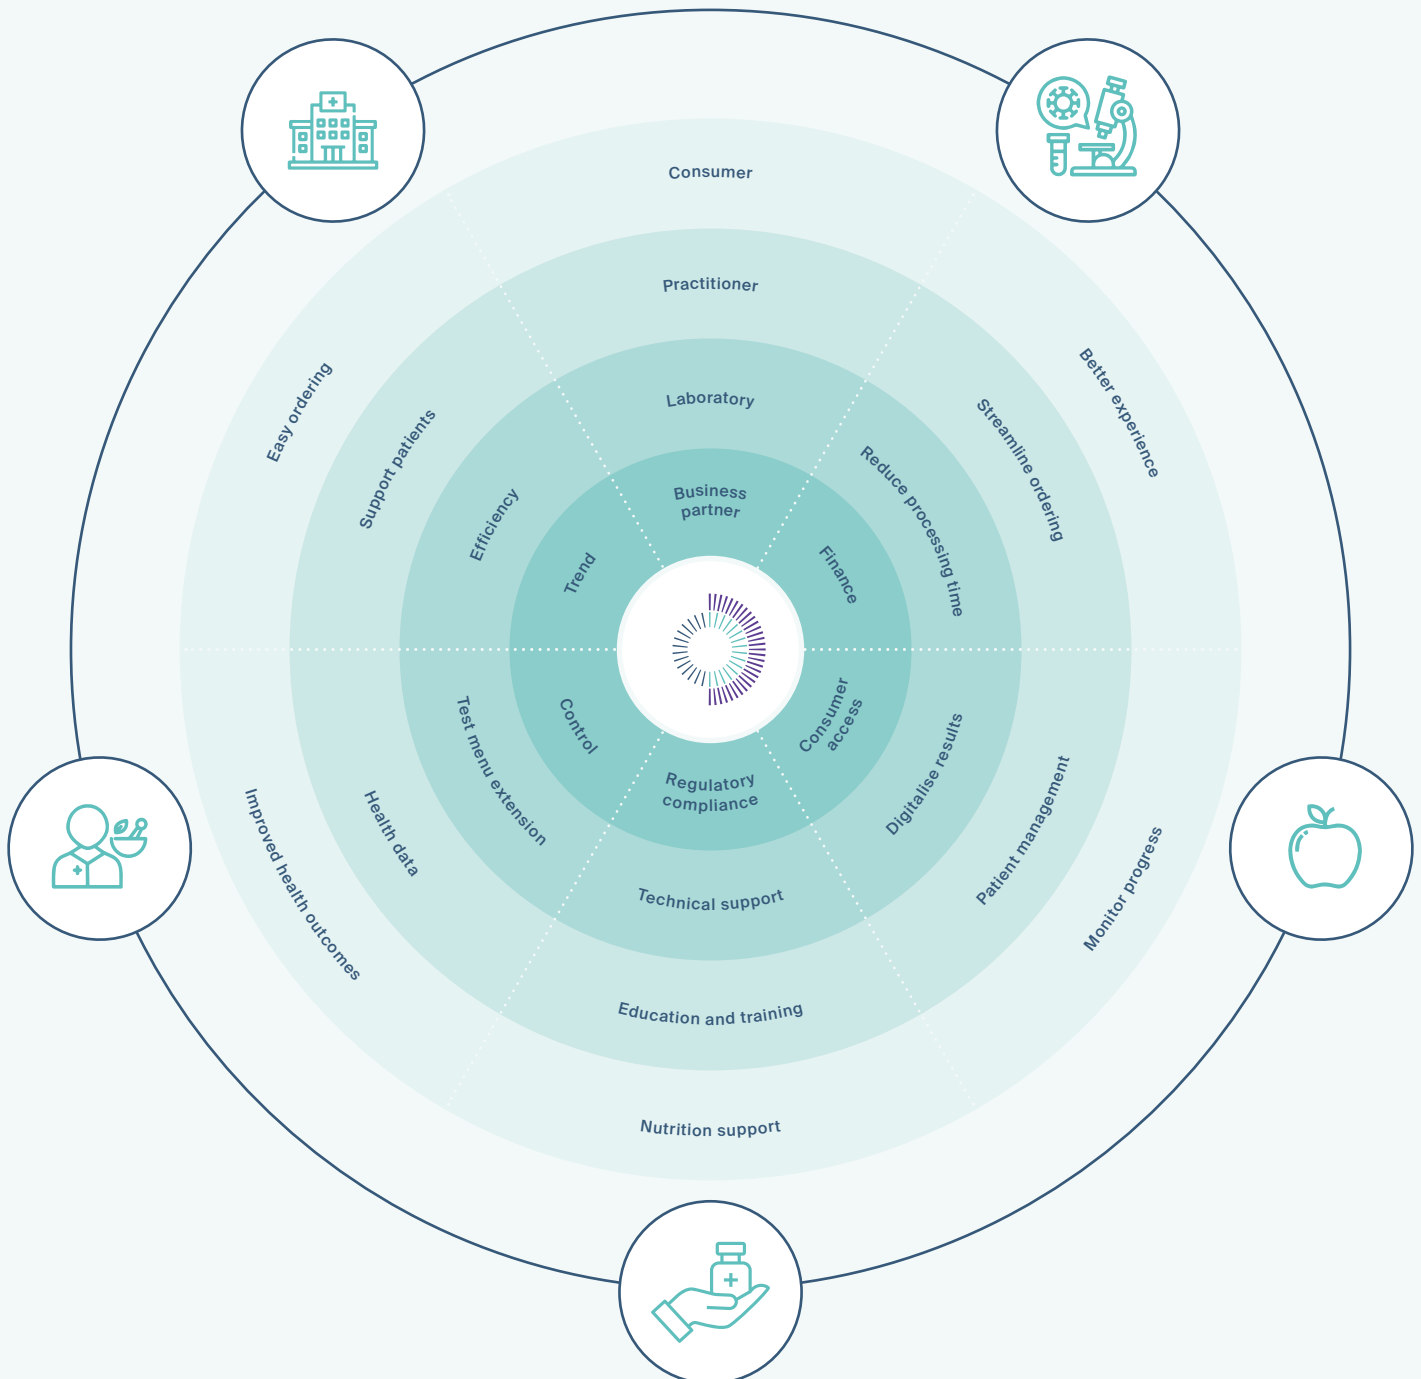 Consumer
Practitioner
Laboratory
Business
partner
Better experience
Streamline ordering
Reduce processing time
Finance
Monitor progress
Patient management
Digitalise results
Consumer
access
Regulatory
compliance
Technical support
Education and training
Nutrition support
Control
Test menu extension
Health data
Improved health outcomes
Trend
Efficiency
Support patients
Easy ordering